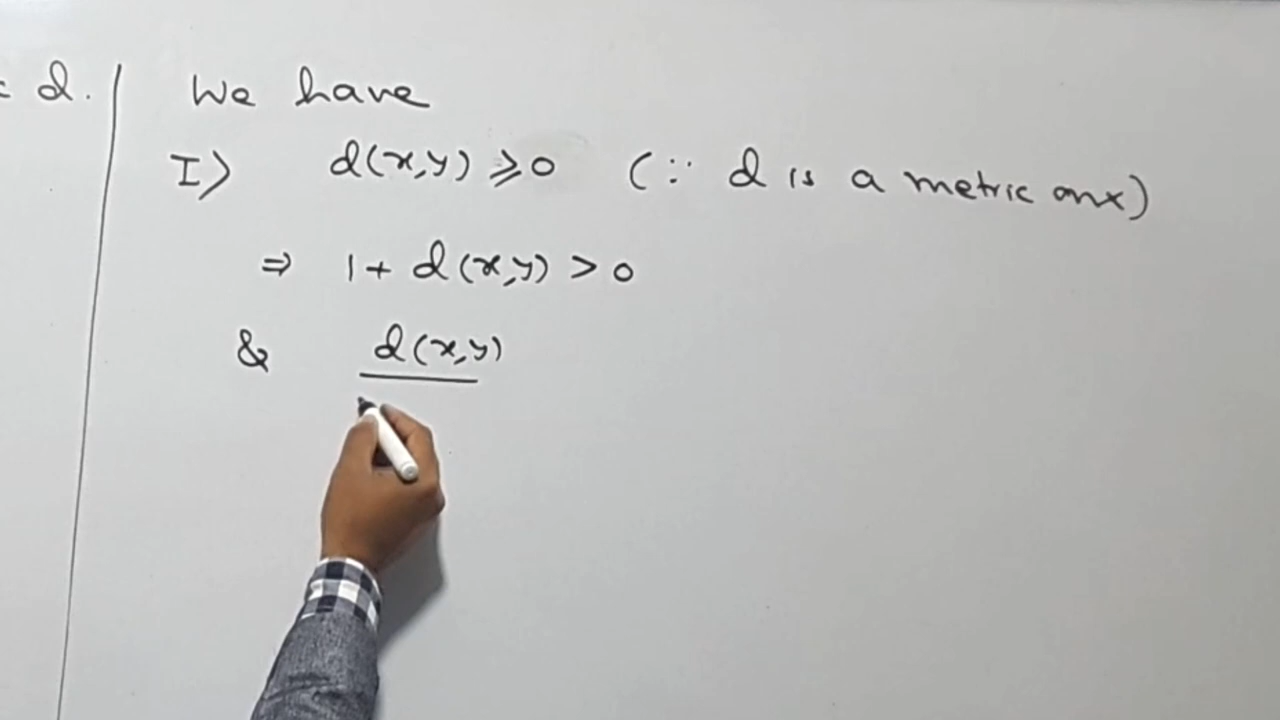 = d.
We have
I) d(x,y) ⩾ 0 (∵ d is a metric on x)
⇒ 1 + d(x,y) > 0
& d(x,y)